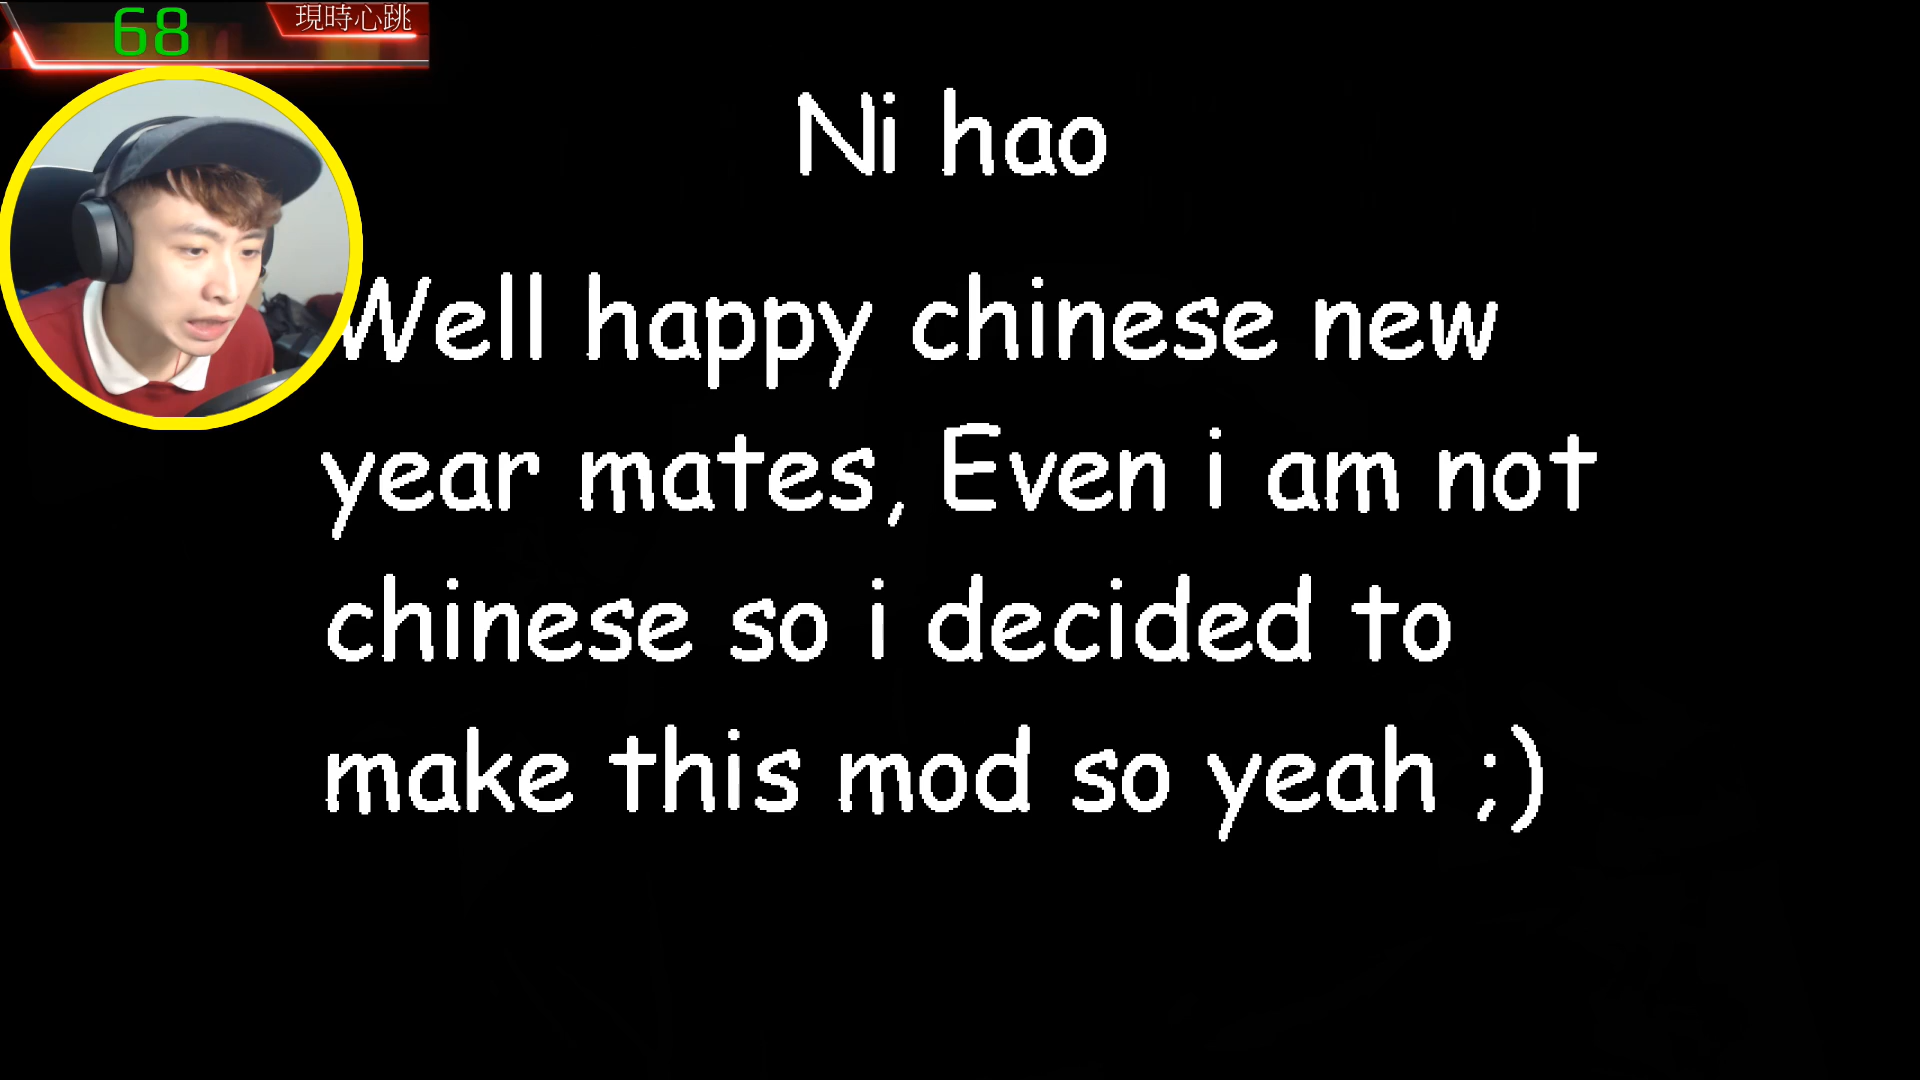 68
現時心跳
Ni hao
Well happy chinese new
year mates, Even i am not
chinese so i decided to
make this mod so yeah ;)